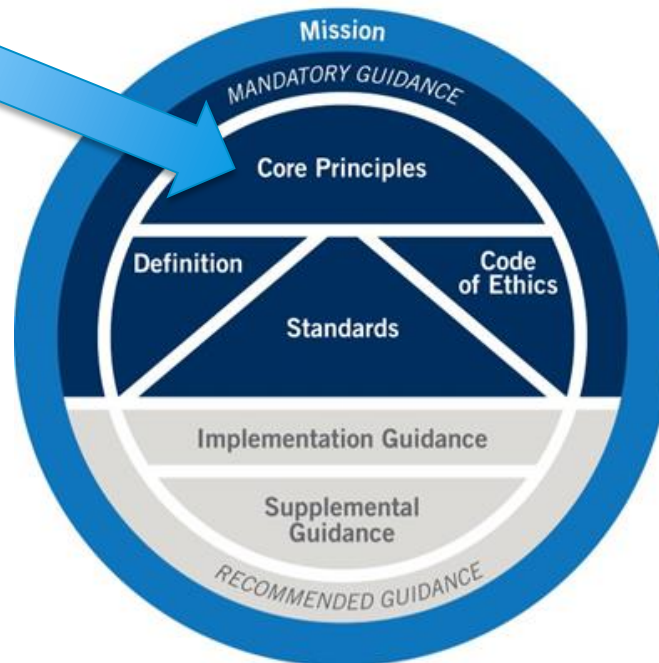 Mission
MANDATORY GUIDANCE
Core Principles
Definition
Code
of Ethics
Standards
Implementation Guidance
Supplemental
Guidance
RECOMMENDED GUIDANCE